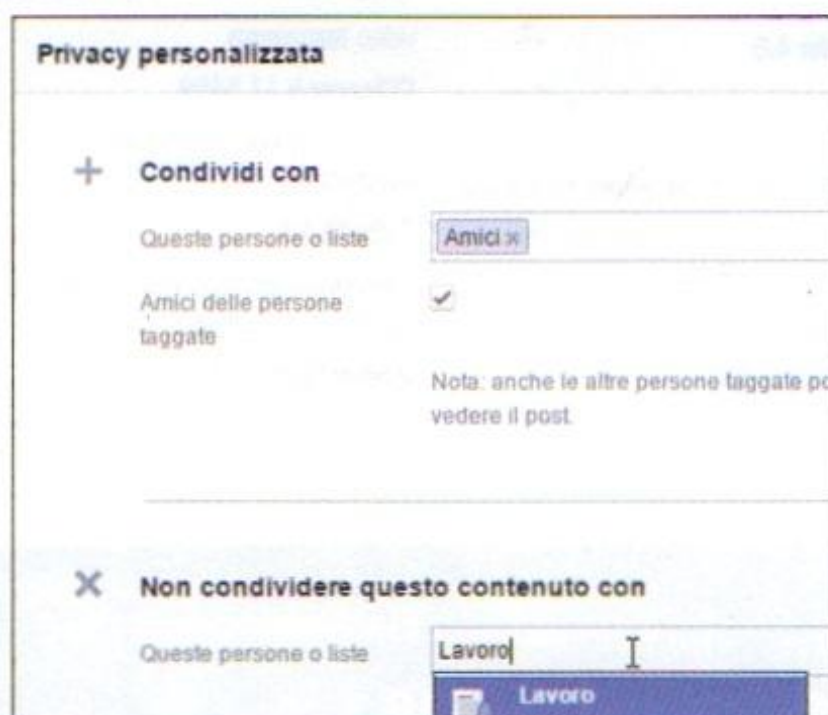 Privacy personalizzata
Condividi con
Queste persone o liste
Amici x
Amici delle persone
taggate
Nota: anche le altre persone taggate po
vedere il post.
Non condividere questo contenuto con
Queste persone o liste
Lavoro
Lavoro